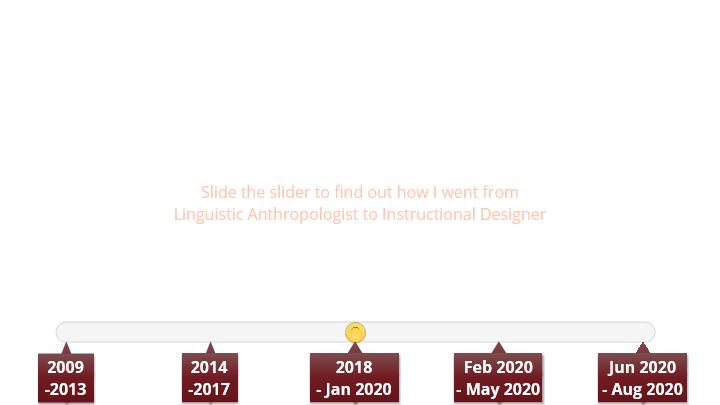 Slide the slider to find out how I went from
Linguistic Anthropologist to Instructional Designer
2009
-2013
2014
-2017
2018
- Jan 2020
Feb 2020
- May 2020
Jun 2020
- Aug 2020